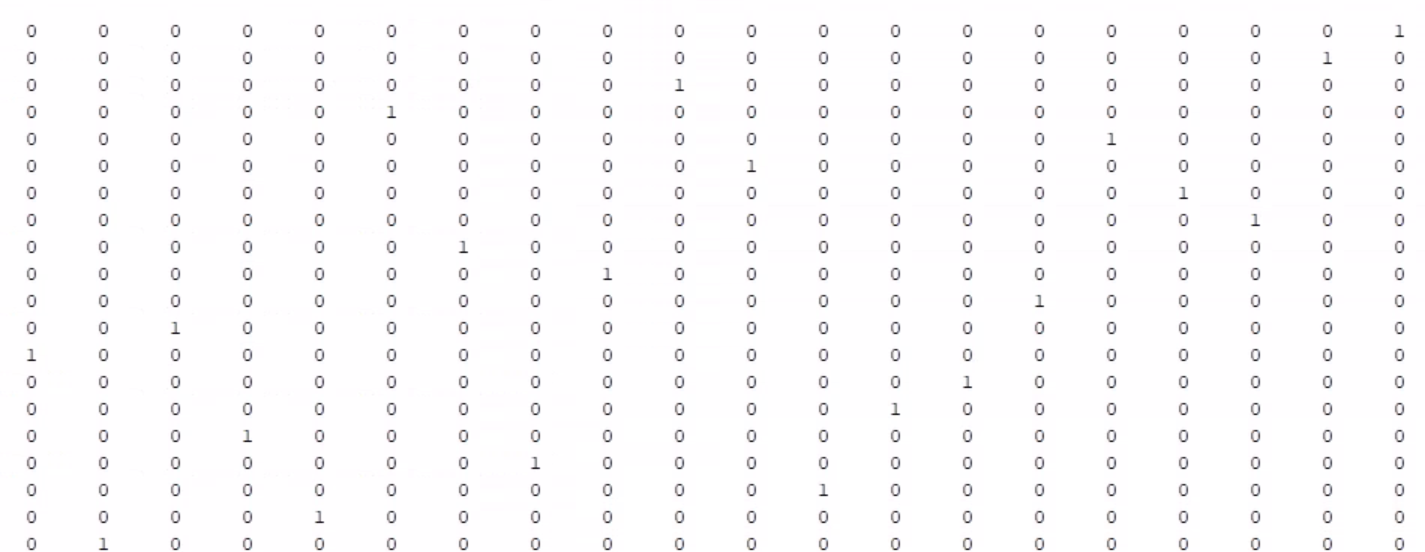 0 0 0 0 0 0 0 0 0 0 0 0 0 0 0 0 0 0 0 1
0 0 0 0 0 0 0 0 0 0 0 0 0 0 0 0 0 0 1 0
0 0 0 0 0 0 0 0 0 1 0 0 0 0 0 0 0 0 0 0
0 0 0 0 0 1 0 0 0 0 0 0 0 0 0 0 0 0 0 0
0 0 0 0 0 0 0 0 0 0 0 0 0 0 0 1 0 0 0 0
0 0 0 0 0 0 0 0 0 0 1 0 0 0 0 0 0 0 0 0
0 0 0 0 0 0 0 0 0 0 0 0 0 0 0 0 1 0 0 0
0 0 0 0 0 0 0 0 0 0 0 0 0 0 0 0 0 1 0 0
0 0 0 0 0 0 1 0 0 0 0 0 0 0 0 0 0 0 0 0
0 0 0 0 0 0 0 0 1 0 0 0 0 0 0 0 0 0 0 0
0 0 0 0 0 0 0 0 0 0 0 0 0 0 1 0 0 0 0 0
0 0 1 0 0 0 0 0 0 0 0 0 0 0 0 0 0 0 0 0
1 0 0 0 0 0 0 0 0 0 0 0 0 0 0 0 0 0 0 0
0 0 0 0 0 0 0 0 0 0 0 0 0 1 0 0 0 0 0 0
0 0 0 0 0 0 0 0 0 0 0 0 1 0 0 0 0 0 0 0
0 0 0 1 0 0 0 0 0 0 0 0 0 0 0 0 0 0 0 0
0 0 0 0 0 0 0 1 0 0 0 0 0 0 0 0 0 0 0 0
0 0 0 0 0 0 0 0 0 0 0 1 0 0 0 0 0 0 0 0
0 0 0 0 1 0 0 0 0 0 0 0 0 0 0 0 0 0 0 0
0 1 0 0 0 0 0 0 0 0 0 0 0 0 0 0 0 0 0 0